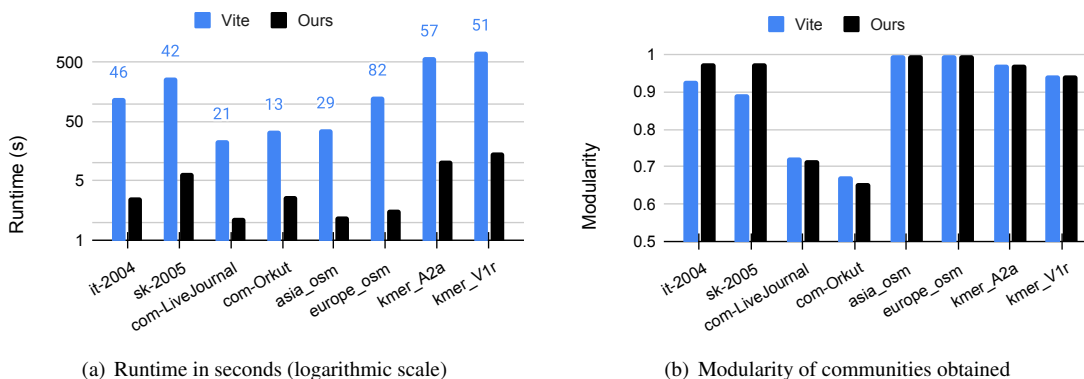 Vite Ours
Runtime (s)
500
50
5
1
46
42
21
13
29
82
57
51
it-2004
sk-2005
com-LiveJournal
com-Orkut
asia_osm
europe_osm
kmer_A2a
kmer_V1r
(a) Runtime in seconds (logarithmic scale)
Vite Ours
Modularity
1
0.9
0.8
0.7
0.6
0.5
it-2004
sk-2005
com-LiveJournal
com-Orkut
asia_osm
europe_osm
kmer_A2a
kmer_V1r
(b) Modularity of communities obtained